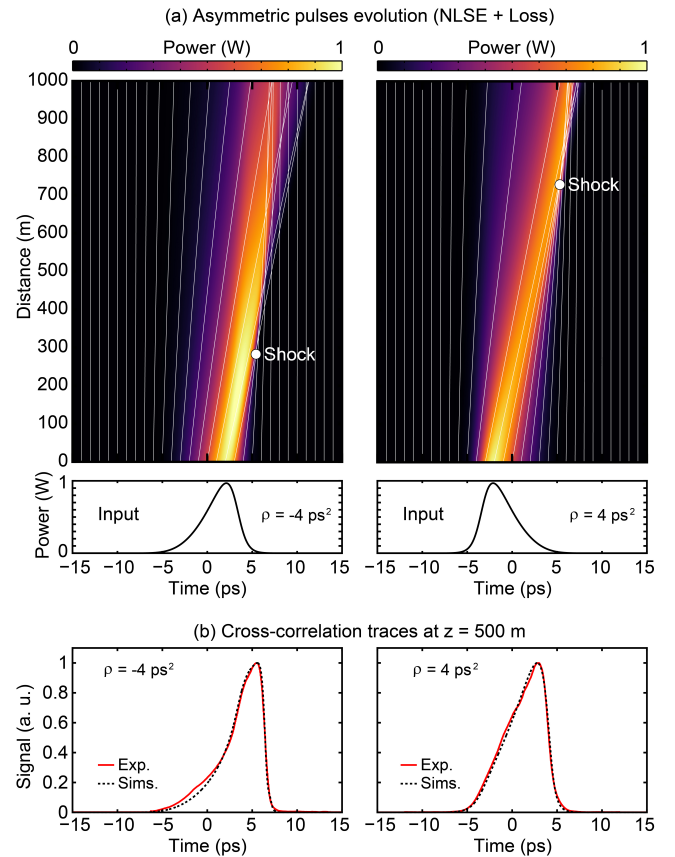 (a) Asymmetric pulses evolution (NLSE + Loss)
0 Power (W) 1
0 Power (W) 1
Distance (m)
1000
900
800
700
600
500
400
300
200
100
0
Shock
Shock
Power (W)
1
0
Input ρ = -4 ps²
Input ρ = 4 ps²
−15 −10 −5 0 5 10 15
−15 −10 −5 0 5 10 15
Time (ps)
Time (ps)
(b) Cross-correlation traces at z = 500 m
Signal (a. u.)
1
0.8
0.6
0.4
0.2
0
ρ = -4 ps²
Exp.
Sims.
ρ = 4 ps²
Exp.
Sims.
−15 −10 −5 0 5 10 15
−15 −10 −5 0 5 10 15
Time (ps)
Time (ps)